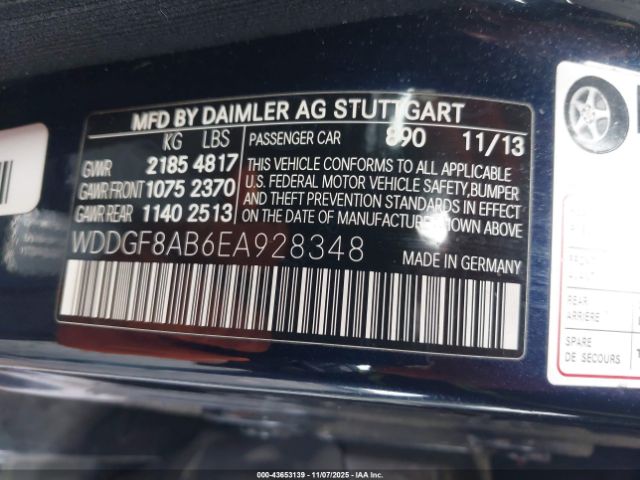 MFD BY DAIMLER AG STUTTGART
KG LBS
GVWR 2185 4817
GAWR FRONT 1075 2370
GAWR REAR 1140 2513
PASSENGER CAR 890 11/13
THIS VEHICLE CONFORMS TO ALL APPLICABLE
U.S. FEDERAL MOTOR VEHICLE SAFETY, BUMPER
AND THEFT PREVENTION STANDARDS IN EFFECT
ON THE DATE OF MANUFACTURE SHOWN ABOVE
WDDGF8AB6EA928348
MADE IN GERMANY
REAR
ARRIERE
SPARE
DE SECOURS
000-43653139 - 11/07/2025 - COPYRIGHT IAA, LLC.